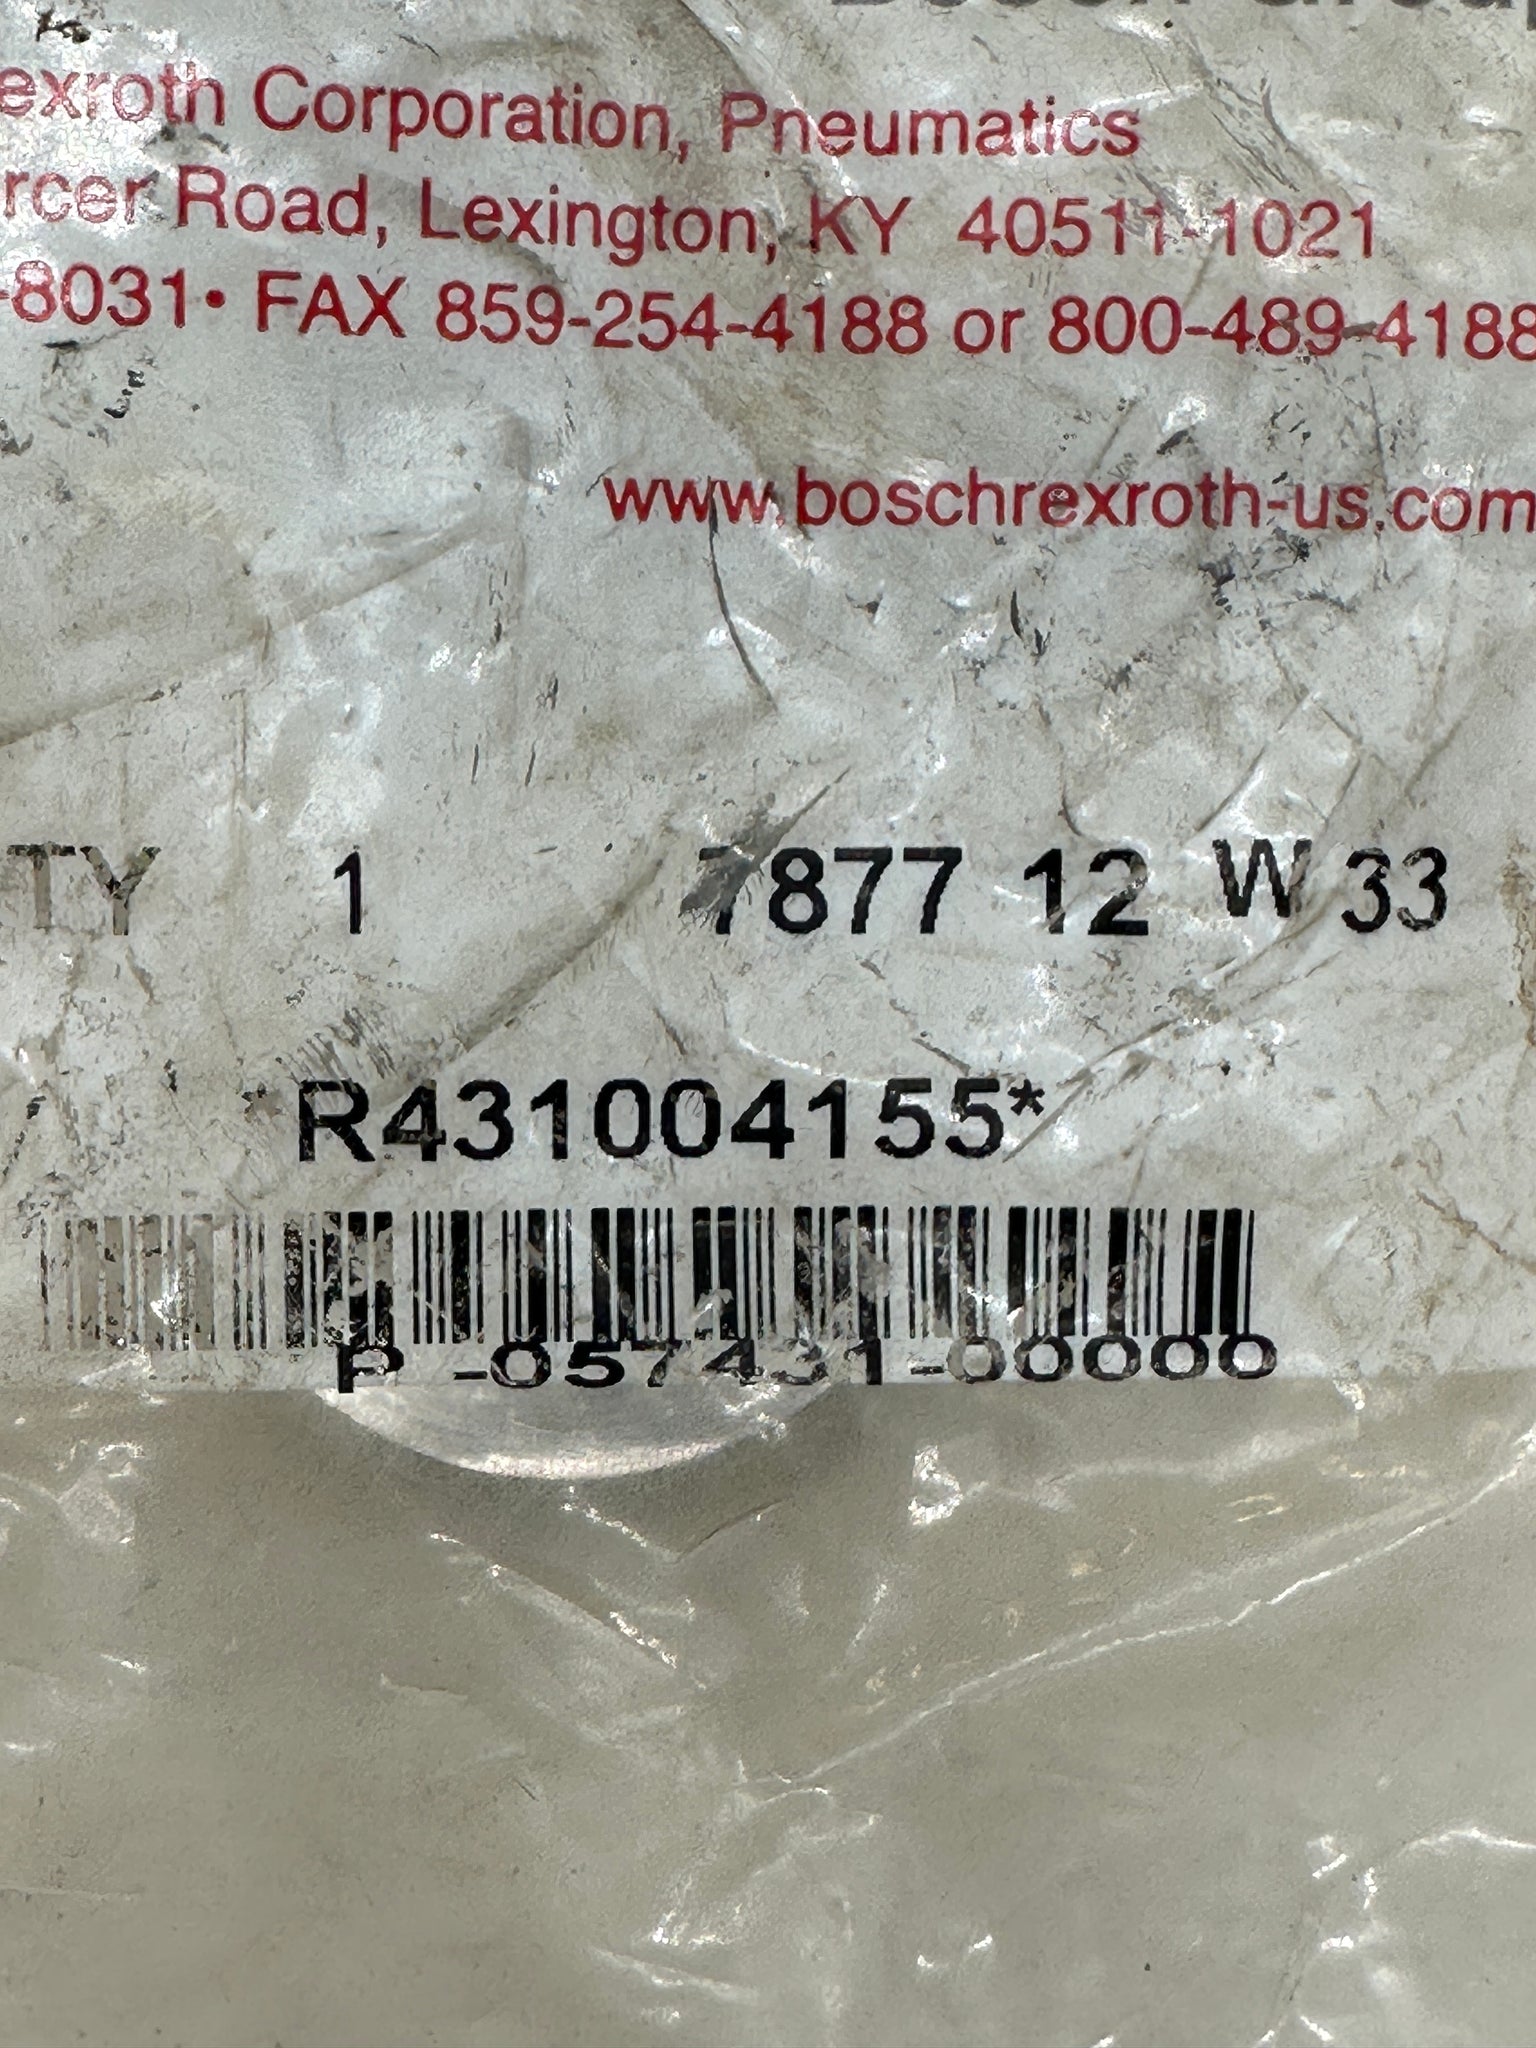 exroth Corporation, Pneumatics
rcer Road, Lexington, KY 40511-1021
-8031• FAX 859-254-4188 or 800-489-4188
www.boschrexroth-us.com
TY 1 7877 12 W 33
R431004155*
P -057431-00000